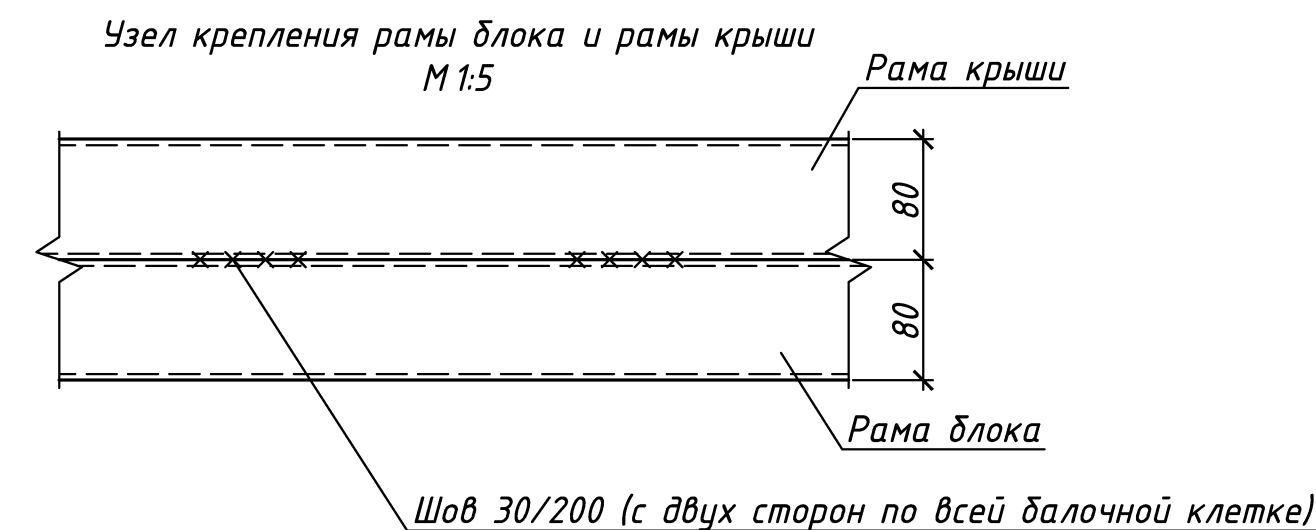 Узел крепления рамы блока и рамы крыши
М 1:5
Рама крыши
80
80
Рама блока
Шов 30/200 (с двух сторон по всей балочной клетке)